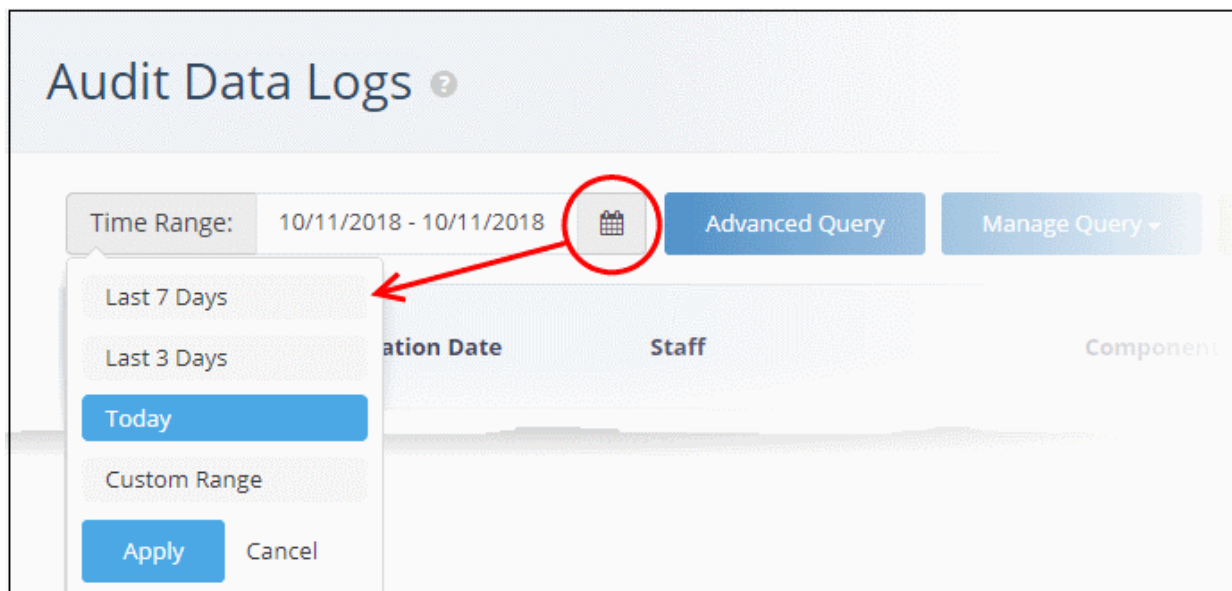 Audit Data Logs ?
Time Range: 10/11/2018 - 10/11/2018 Advanced Query Manage Query
Last 7 Days
ation Date Staff Component
Last 3 Days
Today
Custom Range
Apply Cancel